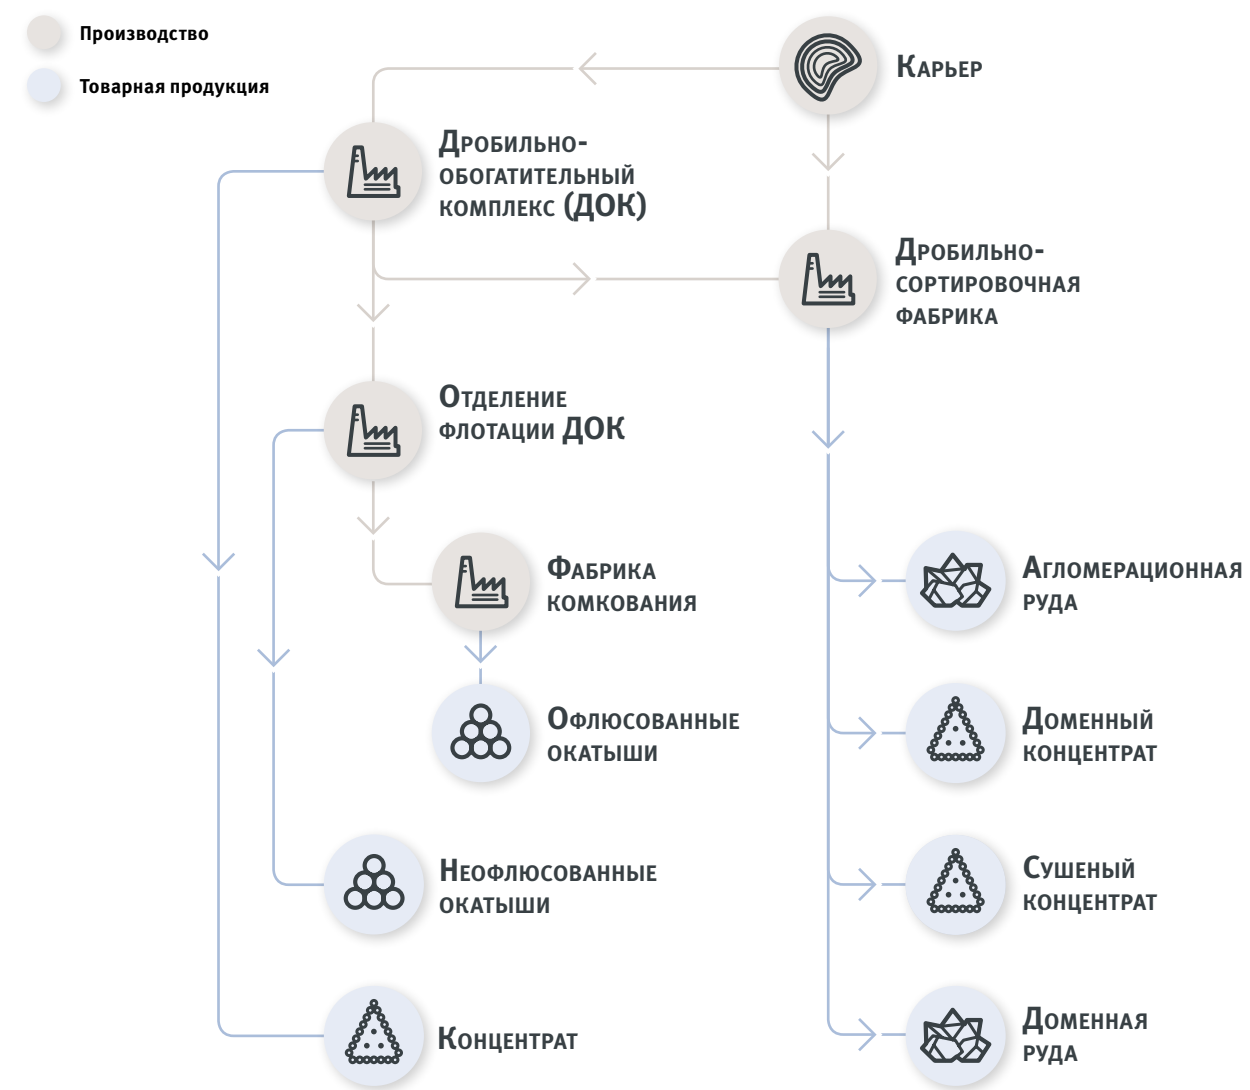 Производство
Товарная продукция
Карьер
Дробильно-
обогатительный
комплекс (ДОК)
Дробильно-
сортировочная
фабрика
Отделение
флотации ДОК
Фабрика
комкования
Агломерационная
руда
Офлюсованные
окатыши
Доменный
концентрат
Неофлюсованные
окатыши
Сушеный
концентрат
Концентрат
Доменная
руда